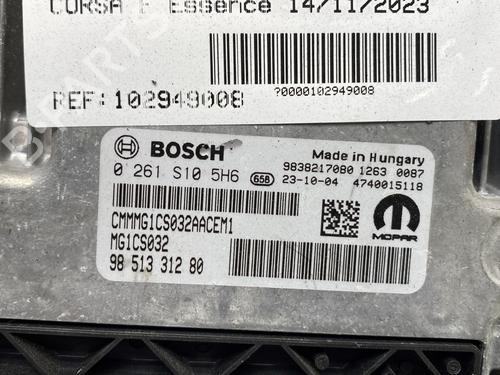 CORSA F Essence 14/11/2023
REF: 102949008
?0000102949008
BOSCH
Made in Hungary
0 261 S10 5H6 65B
9838217080 1263 0087
23-10-04 4740015118
CMMMG1CS032AACEM1
MG1CS032
98 513 312 80
MOPAR